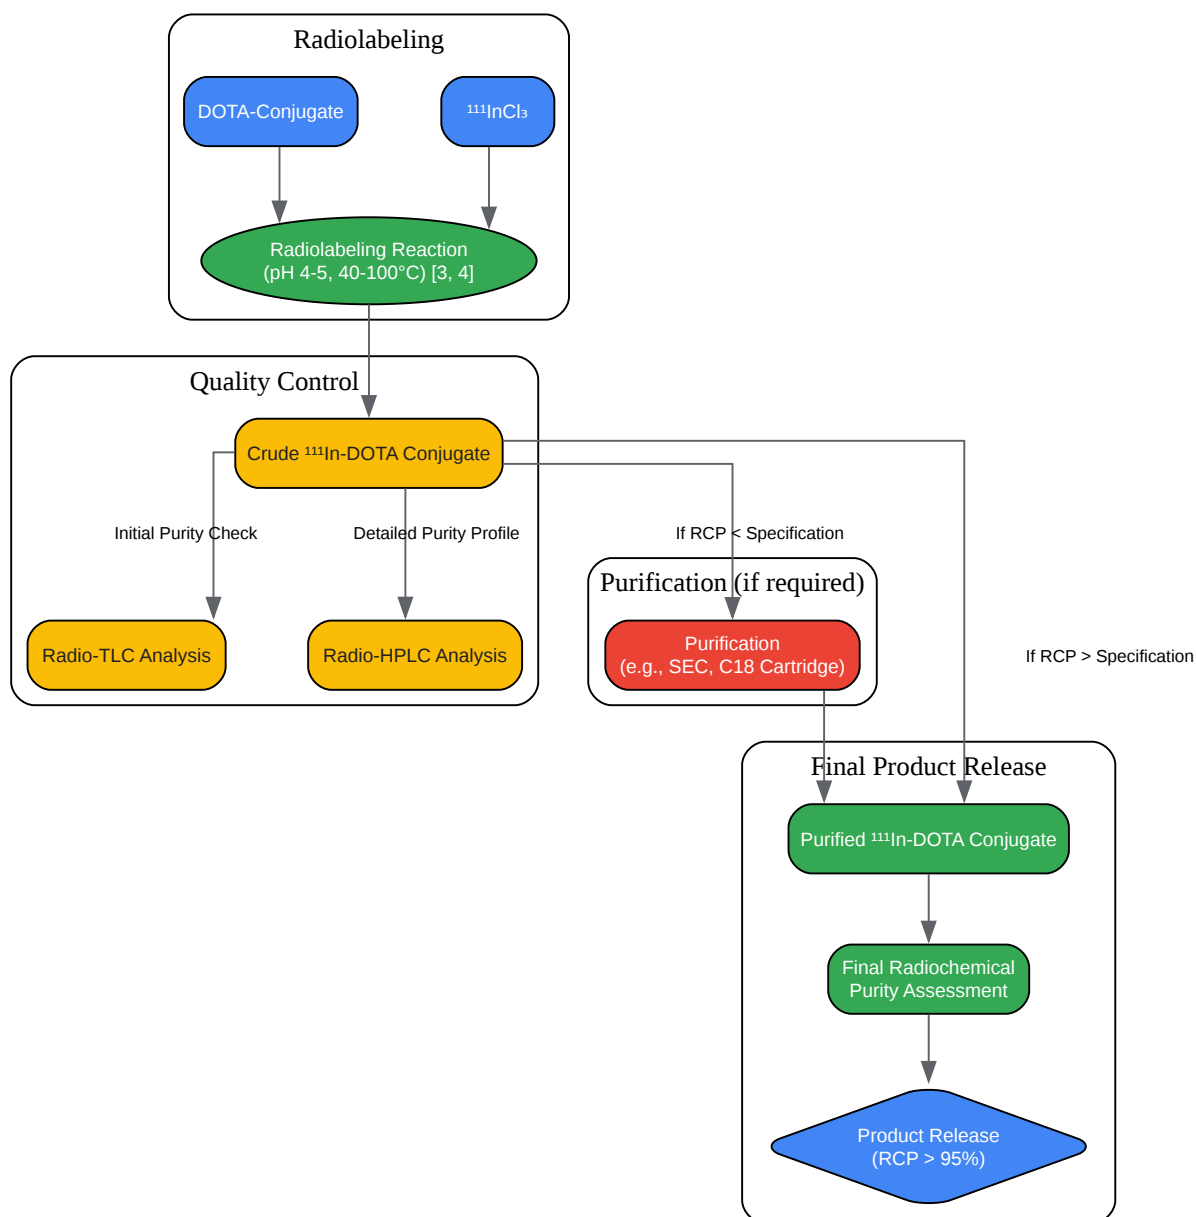 Radiolabeling
DOTA-Conjugate
¹¹¹InCl₃
Radiolabeling Reaction
(pH 4-5, 40-100°C) [3, 4]
Quality Control
Crude ¹¹¹In-DOTA Conjugate
Initial Purity Check
Detailed Purity Profile
If RCP < Specification
Purification (if required)
Radio-TLC Analysis
Radio-HPLC Analysis
Purification
(e.g., SEC, C18 Cartridge)
If RCP > Specification
Final Product Release
Purified ¹¹¹In-DOTA Conjugate
Final Radiochemical
Purity Assessment
Product Release
(RCP > 95%)